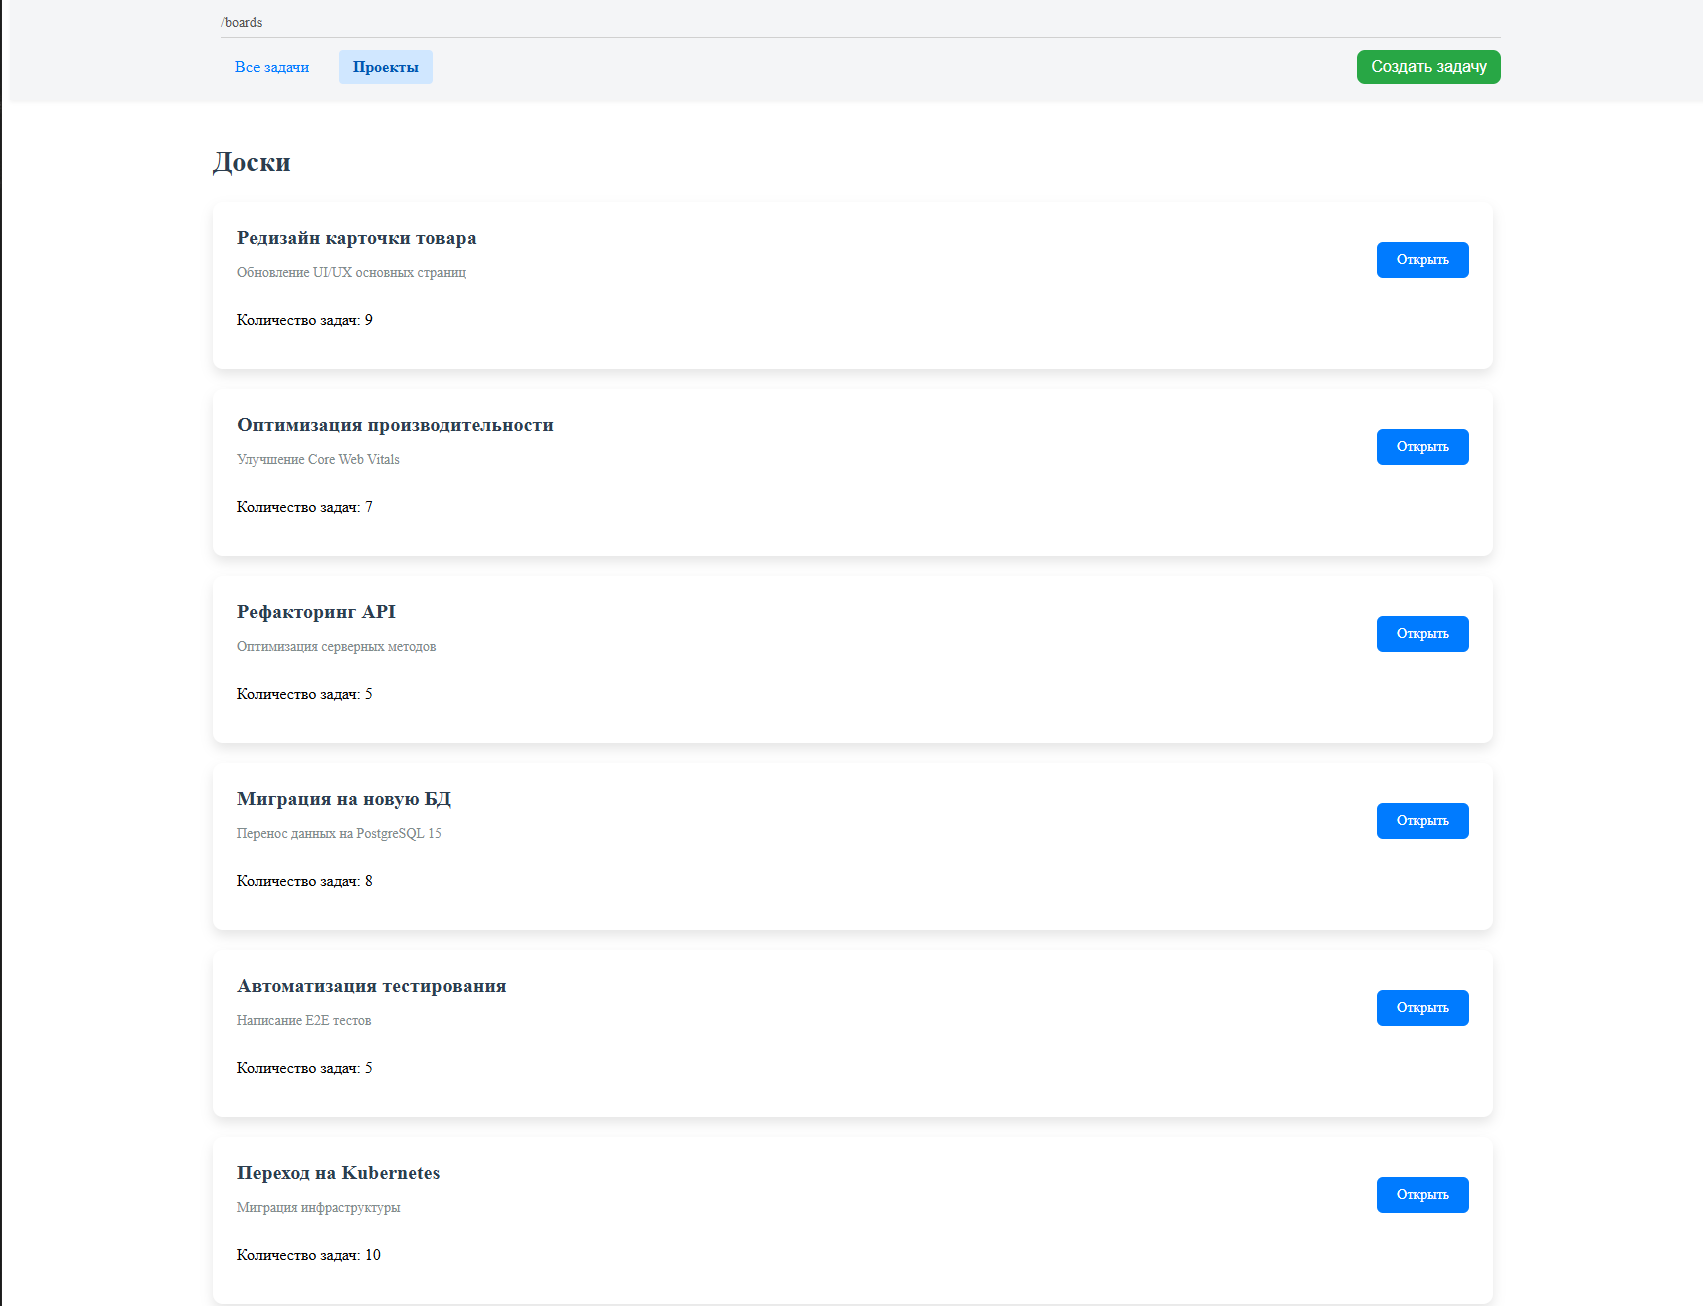 /boards
Все задачи Проекты Создать задачу
Доски
Редизайн карточки товара
Обновление UI/UX основных страниц
Открыть
Количество задач: 9
Оптимизация производительности
Улучшение Core Web Vitals
Открыть
Количество задач: 7
Рефакторинг API
Оптимизация серверных методов
Открыть
Количество задач: 5
Миграция на новую БД
Перенос данных на PostgreSQL 15
Открыть
Количество задач: 8
Автоматизация тестирования
Написание E2E тестов
Открыть
Количество задач: 5
Переход на Kubernetes
Миграция инфраструктуры
Открыть
Количество задач: 10